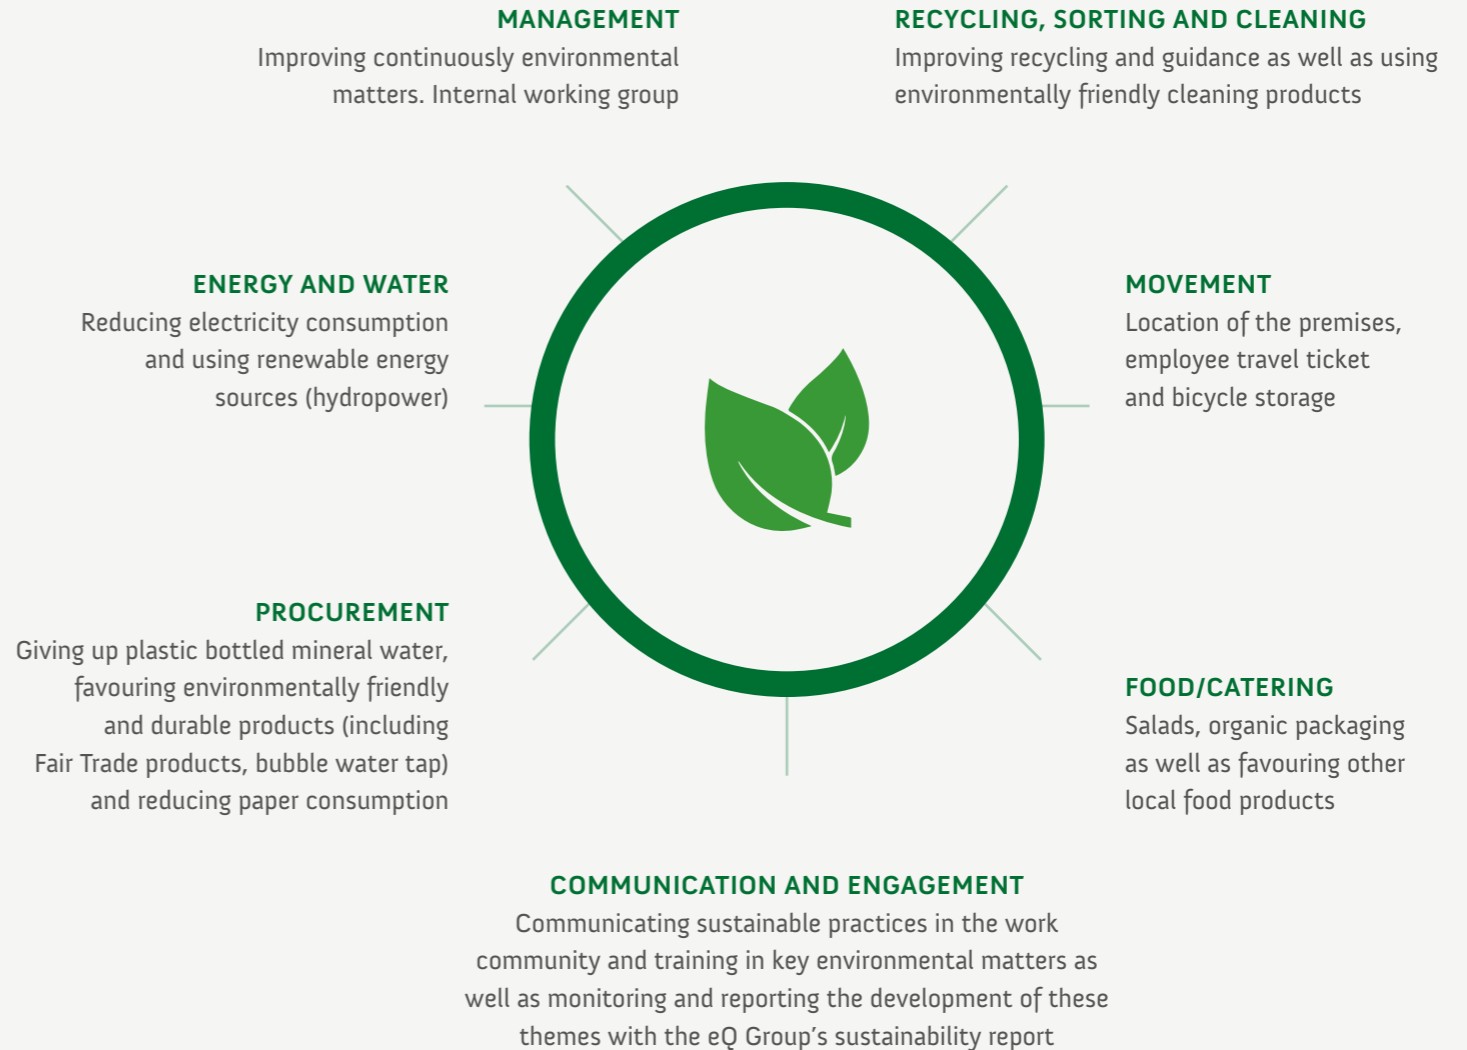 MANAGEMENT
Improving continuously environmental
matters. Internal working group
RECYCLING, SORTING AND CLEANING
Improving recycling and guidance as well as using
environmentally friendly cleaning products
ENERGY AND WATER
Reducing electricity consumption
and using renewable energy
sources (hydropower)
MOVEMENT
Location of the premises,
employee travel ticket
and bicycle storage
PROCUREMENT
Giving up plastic bottled mineral water,
favouring environmentally friendly
and durable products (including
Fair Trade products, bubble water tap)
and reducing paper consumption
FOOD/CATERING
Salads, organic packaging
as well as favouring other
local food products
COMMUNICATION AND ENGAGEMENT
Communicating sustainable practices in the work
community and training in key environmental matters as
well as monitoring and reporting the development of these
themes with the eQ Group's sustainability report